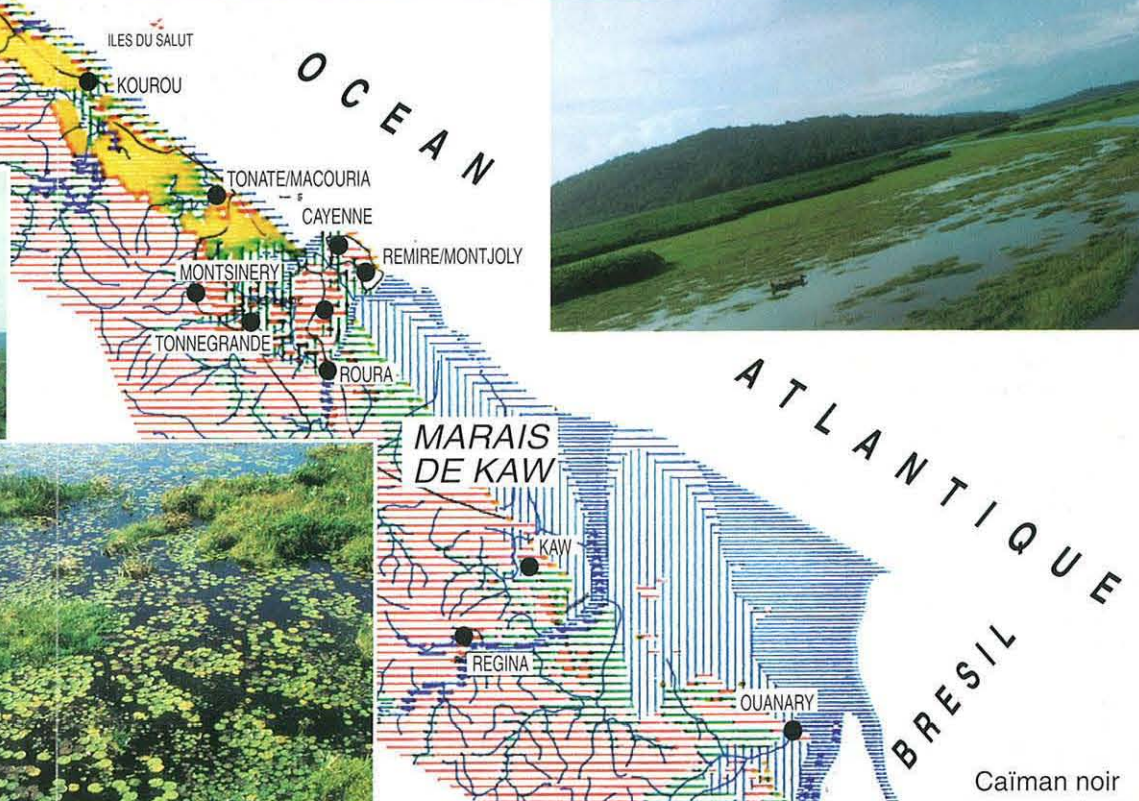 ILES DU SALUT
KOUROU
OCEAN
TONATE/MACOURIA
CAYENNE
REMIRE/MONTJOLY
MONTSINERY
TONNEGRANDE
ROURA
ATLANTIQUE
MARAIS
DE KAW
KAW
REGINA
OUANARY
BRESIL
Caïman noir